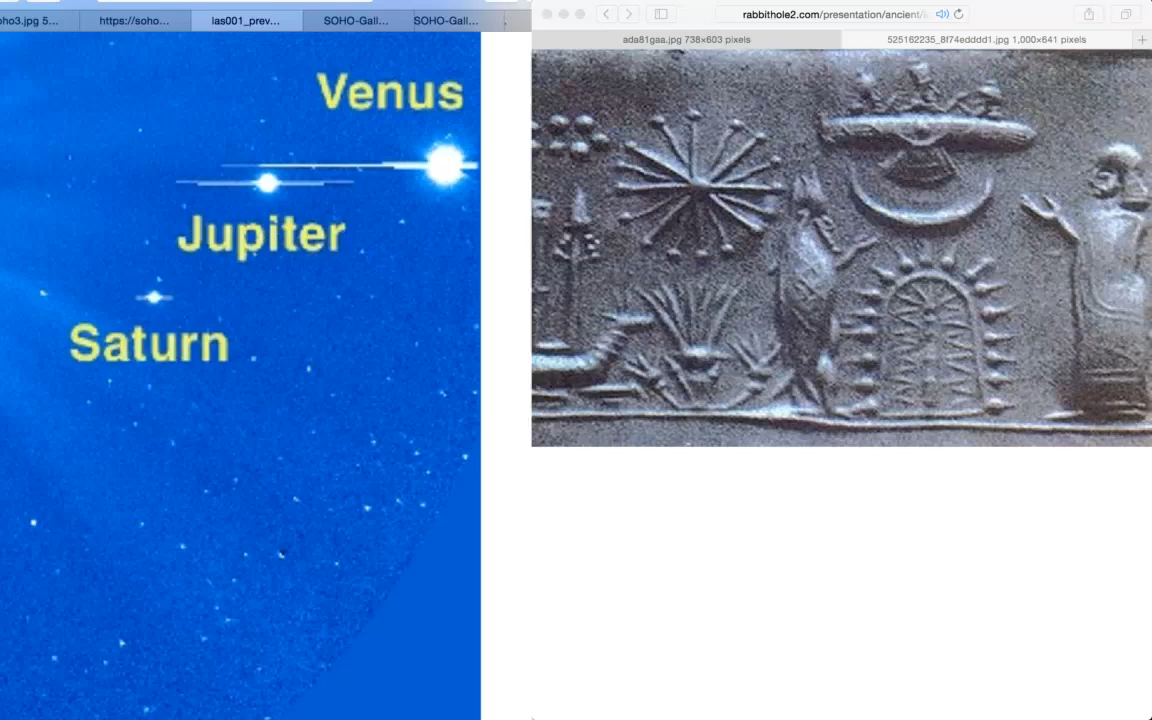 oho3.jpg 5...
https://soho...
las001_prev...
SOHO-Gall...
SOHO-Gall...
rabbithole2.com/presentation/ancient/
ada81gaa.jpg 738×603 pixels
525162235_8f74edddd1.jpg 1,000×641 pixels
Venus
Jupiter
Saturn